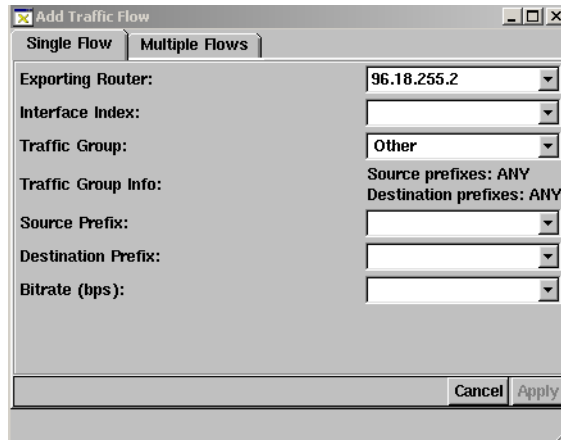 Add Traffic Flow
Single Flow Multiple Flows
Exporting Router: 96.18.255.2
Interface Index:
Traffic Group: Other
Traffic Group Info: Source prefixes: ANY
Destination prefixes: ANY
Source Prefix:
Destination Prefix:
Bitrate (bps):
Cancel Apply